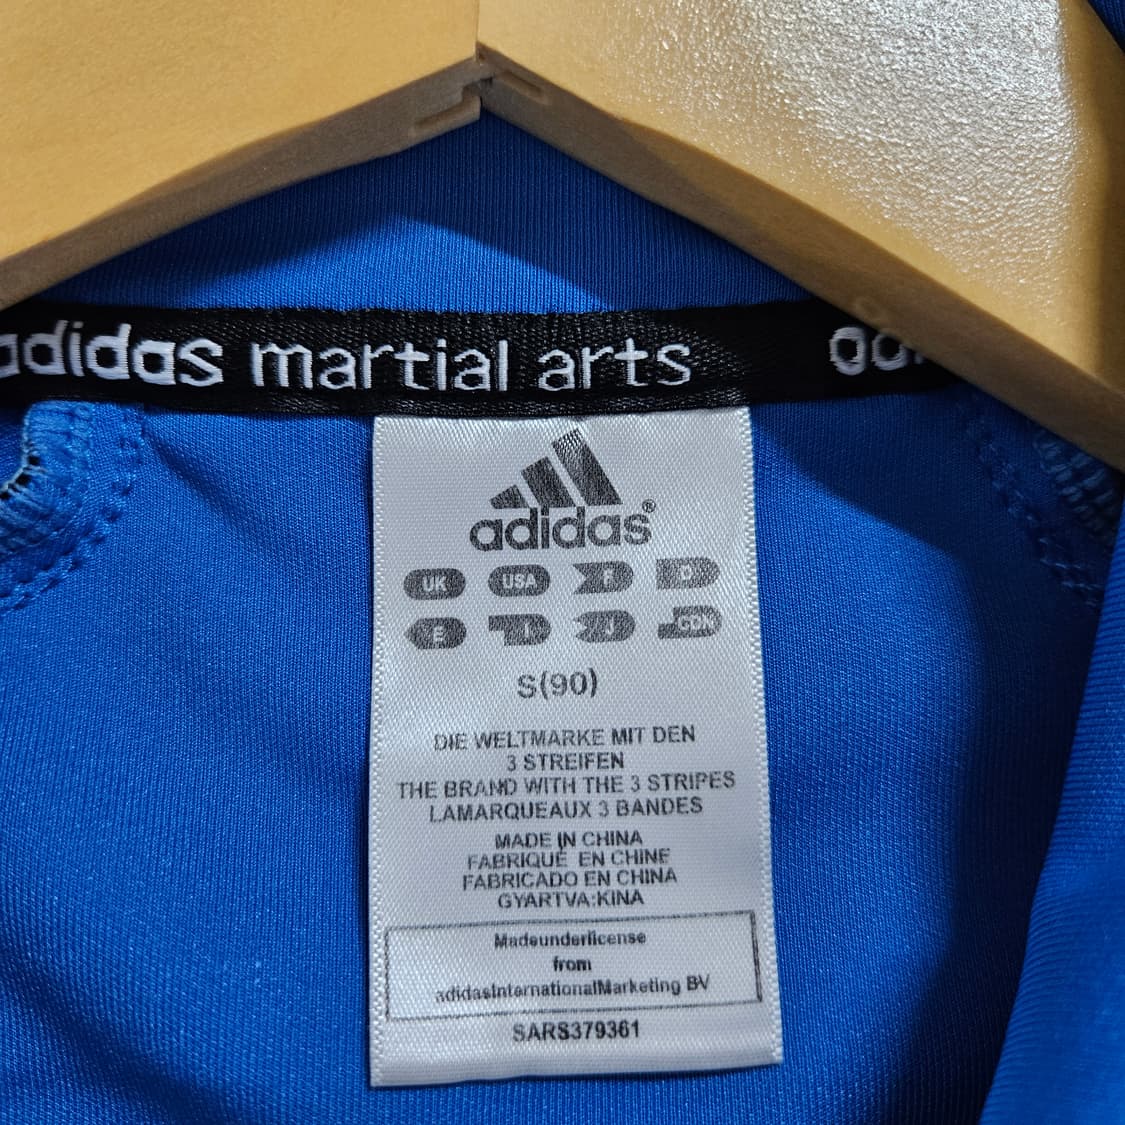 adidas martial arts
adidas®
UK USA F D
E I J CDN
S(90)
DIE WELTMARKE MIT DEN
3 STREIFEN
THE BRAND WITH THE 3 STRIPES
LAMARQUEAUX 3 BANDES
MADE IN CHINA
FABRIQUÉ EN CHINE
FABRICADO EN CHINA
GYARTVA:KINA
Madeunderlicense
from
adidasInternationalMarketing BV
SARS379361